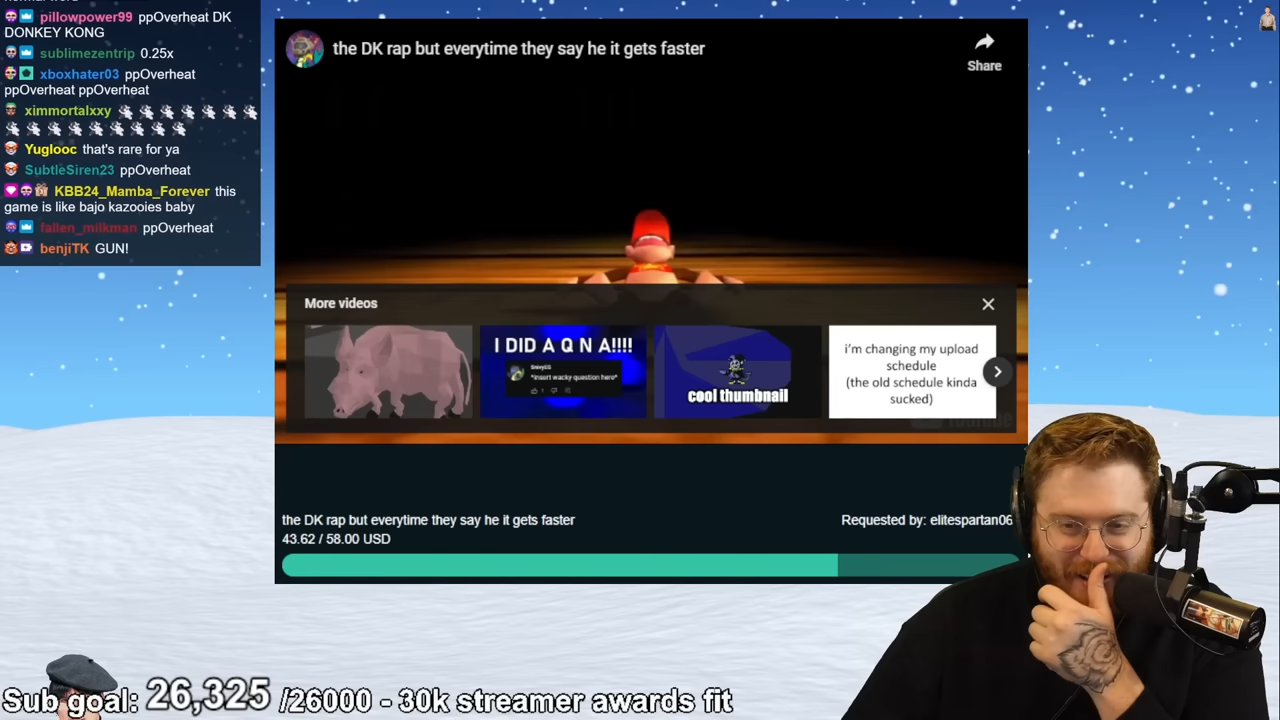 pillowpower99 ppOverheat DK
DONKEY KONG
sublimezentrip 0.25x
xboxhater03 ppOverheat
ppOverheat ppOverheat
ximmortalxxy
Yuglooc that's rare for ya
SubtleSiren23 ppOverheat
KBB24_Mamba_Forever this
game is like bajo kazooies baby
fallen_milkman ppOverheat
benjiTK GUN!
the DK rap but everytime they say he it gets faster
Share
More videos
I DID A Q N A!!!!
*insert wacky question here*
cool thumbnail
i'm changing my upload
schedule
(the old schedule kinda
sucked)
the DK rap but everytime they say he it gets faster
Requested by: elitespartan06
43.62 / 58.00 USD
Sub goal: 26,325 /26000 - 30k streamer awards fit